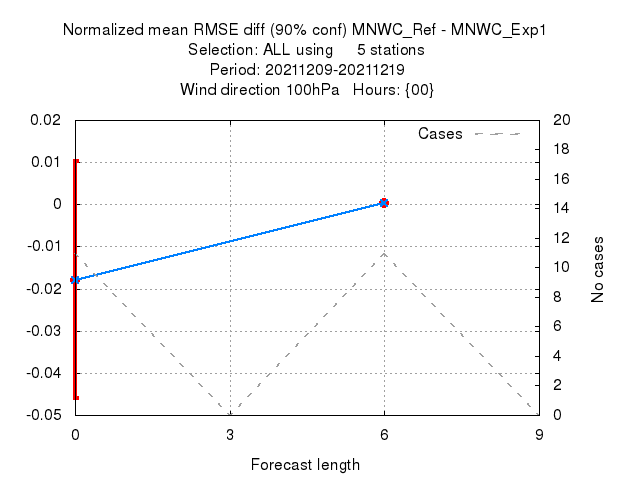 Normalized mean RMSE diff (90% conf) MNWC_Ref - MNWC_Exp1
Selection: ALL using 5 stations
Period: 20211209-20211219
Wind direction 100hPa Hours: {00}
Cases
0.02
0.01
0
-0.01
-0.02
-0.03
-0.04
-0.05
20
18
16
14
12
10
8
6
4
2
0
No cases
0 3 6 9
Forecast length